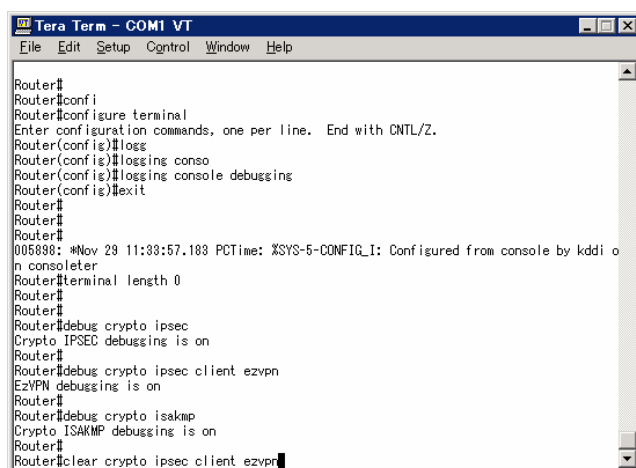 Tera Term - COM1 VT
File Edit Setup Control Window Help
Router#
Router#confi
Router#configure terminal
Enter configuration commands, one per line.  End with CNTL/Z.
Router(config)#logg
Router(config)#logging conso
Router(config)#logging console debugging
Router(config)#exit
Router#
Router#
Router#
005898: *Nov 29 11:33:57.183 PCTime: %SYS-5-CONFIG_I: Configured from console by kddi o
n consoleter
Router#terminal length 0
Router#
Router#
Router#debug crypto ipsec
Crypto IPSEC debugging is on
Router#
Router#debug crypto ipsec client ezvpn
EzVPN debugging is on
Router#
Router#debug crypto isakmp
Crypto ISAKMP debugging is on
Router#
Router#clear crypto ipsec client ezvpn